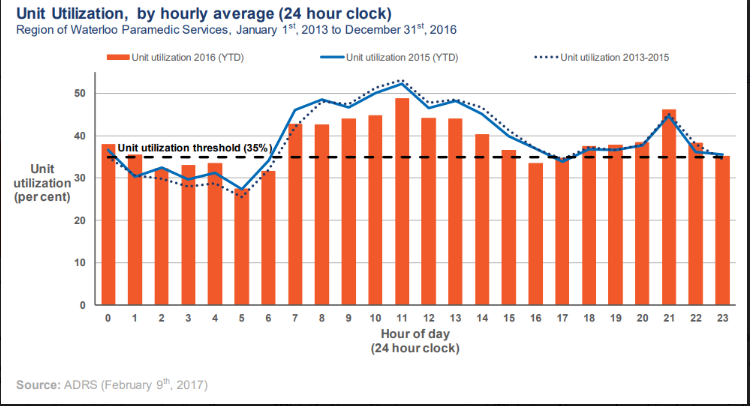 Unit Utilization, by hourly average (24 hour clock)
Region of Waterloo Paramedic Services, January 1st, 2013 to December 31st, 2016
Unit utilization 2016 (YTD)
Unit utilization 2015 (YTD)
Unit utilization 2013-2015
50
40
30
20
10
0
Unit utilization threshold (35%)
Unit
utilization
(per cent)
0 1 2 3 4 5 6 7 8 9 10 11 12 13 14 15 16 17 18 19 20 21 22 23
Hour of day
(24 hour clock)
Source: ADRS (February 9th, 2017)